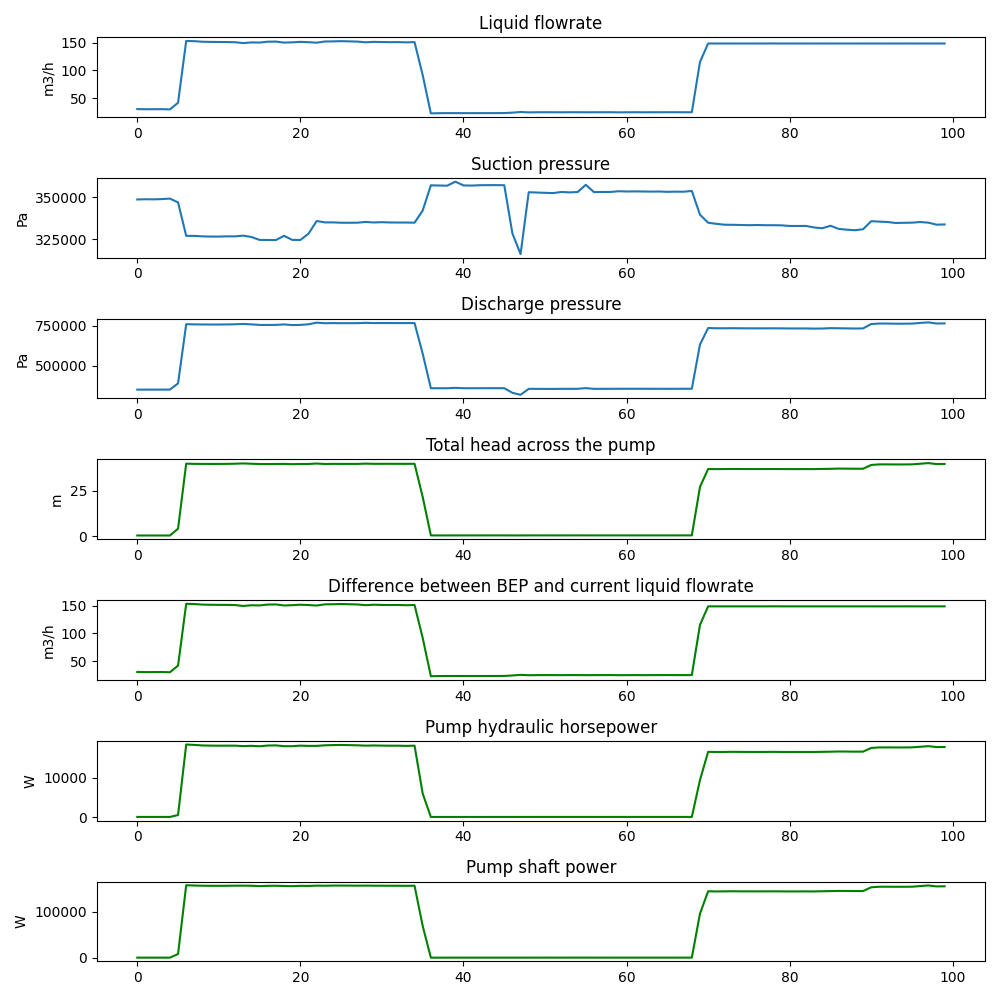 Liquid flowrate
m3/h
150
100
50
0 20 40 60 80 100
Suction pressure
Pa
350000
325000
0 20 40 60 80 100
Discharge pressure
Pa
750000
500000
0 20 40 60 80 100
Total head across the pump
m
25
0
0 20 40 60 80 100
Difference between BEP and current liquid flowrate
m3/h
150
100
50
0 20 40 60 80 100
Pump hydraulic horsepower
W
10000
0
0 20 40 60 80 100
Pump shaft power
W
100000
0
0 20 40 60 80 100